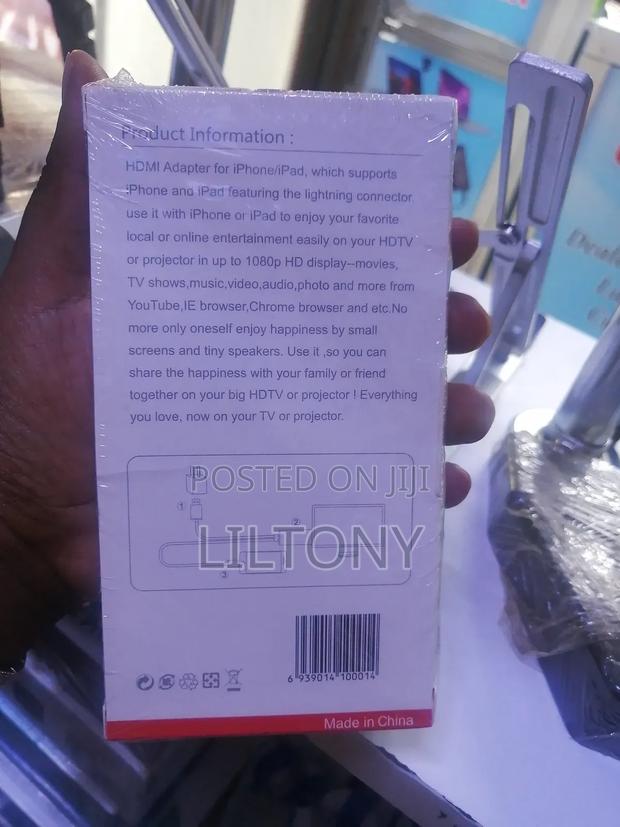 Product Information :
HDMI Adapter for iPhone/iPad, which supports
iPhone and iPad featuring the lightning connector
use it with iPhone or iPad to enjoy your favorite
local or online entertainment easily on your HDTV
or projector in up to 1080p HD display--movies,
TV shows,music,video,audio,photo and more from
YouTube,IE browser,Chrome browser and etc.No
more only oneself enjoy happiness by small
screens and tiny speakers. Use it ,so you can
share the happiness with your family or friend
together on your big HDTV or projector ! Everything
you love, now on your TV or projector.
POSTED ON JIJI
1
2
LILTONY
3
6 939014 100014
Made in China